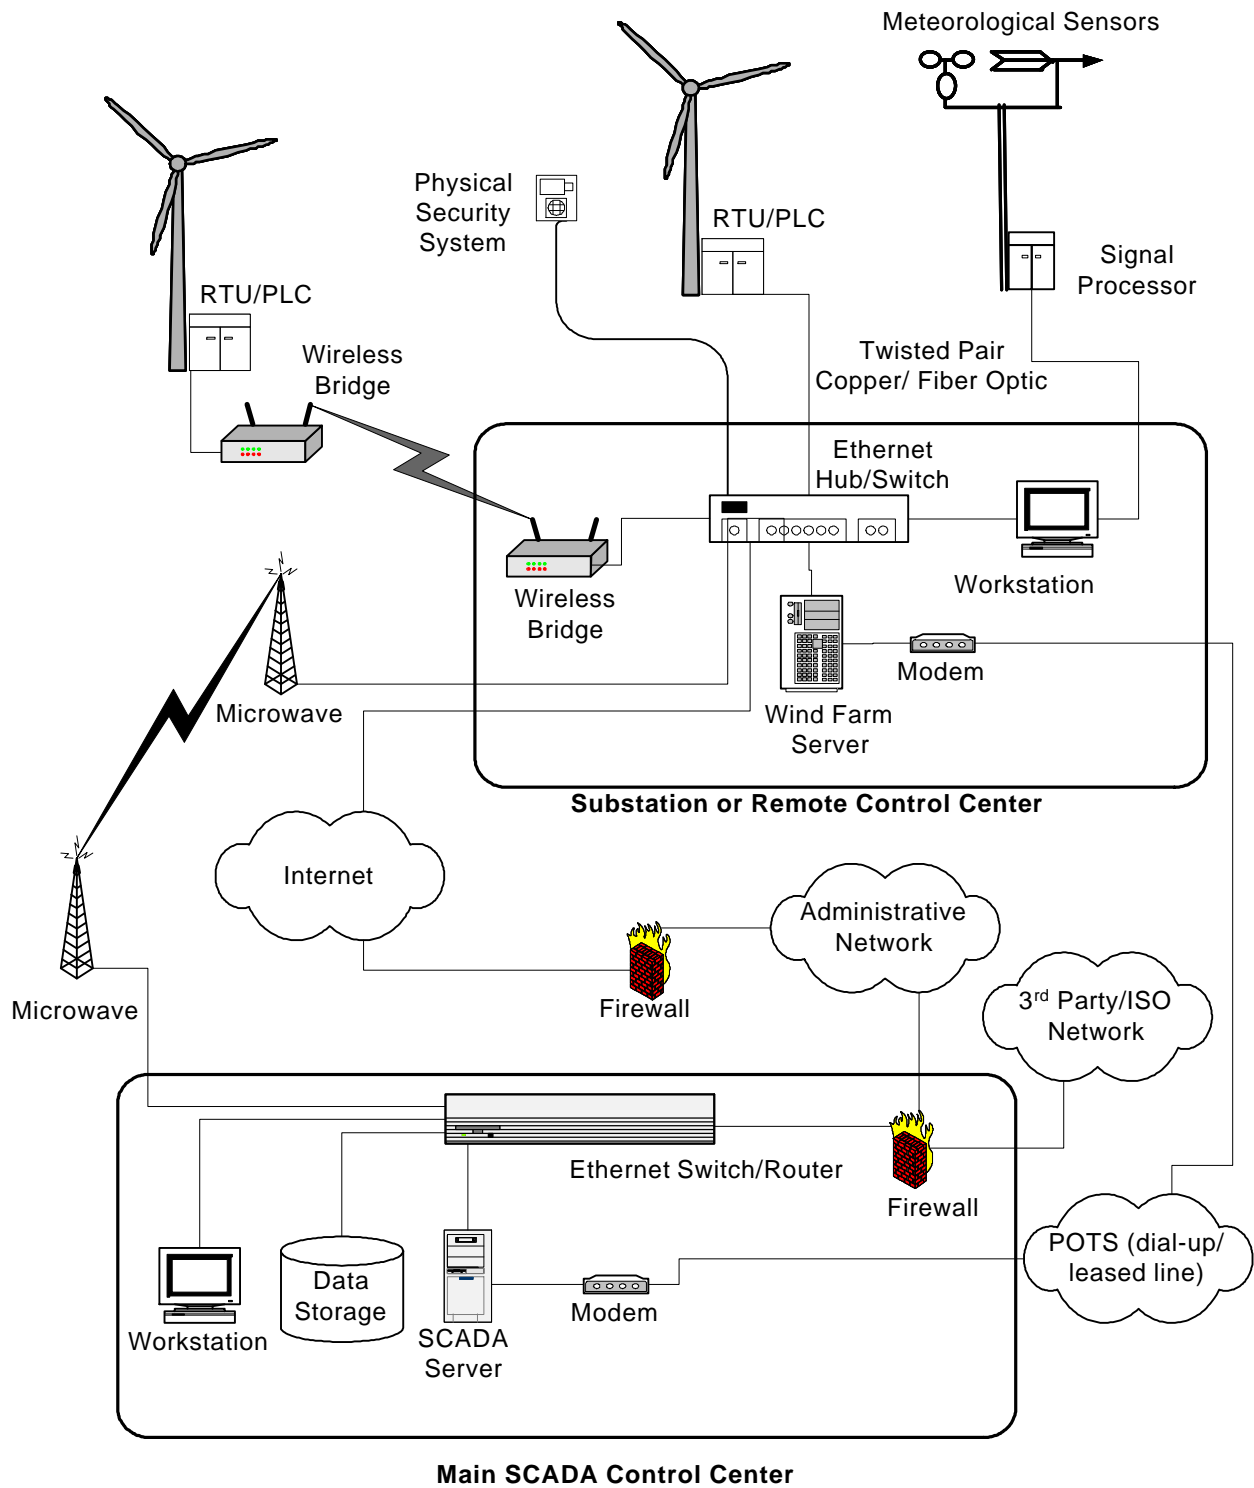 Meteorological Sensors
Physical
Security
System
RTU/PLC
Signal
Processor
RTU/PLC
Wireless
Bridge
Twisted Pair
Copper/ Fiber Optic
Ethernet
Hub/Switch
Workstation
Wireless
Bridge
Modem
Microwave
Wind Farm
Server
Substation or Remote Control Center
Internet
Administrative
Network
Firewall
3rd Party/ISO
Network
Microwave
Ethernet Switch/Router
Firewall
POTS (dial-up/
leased line)
Data
Storage
Modem
Workstation
SCADA
Server
Main SCADA Control Center